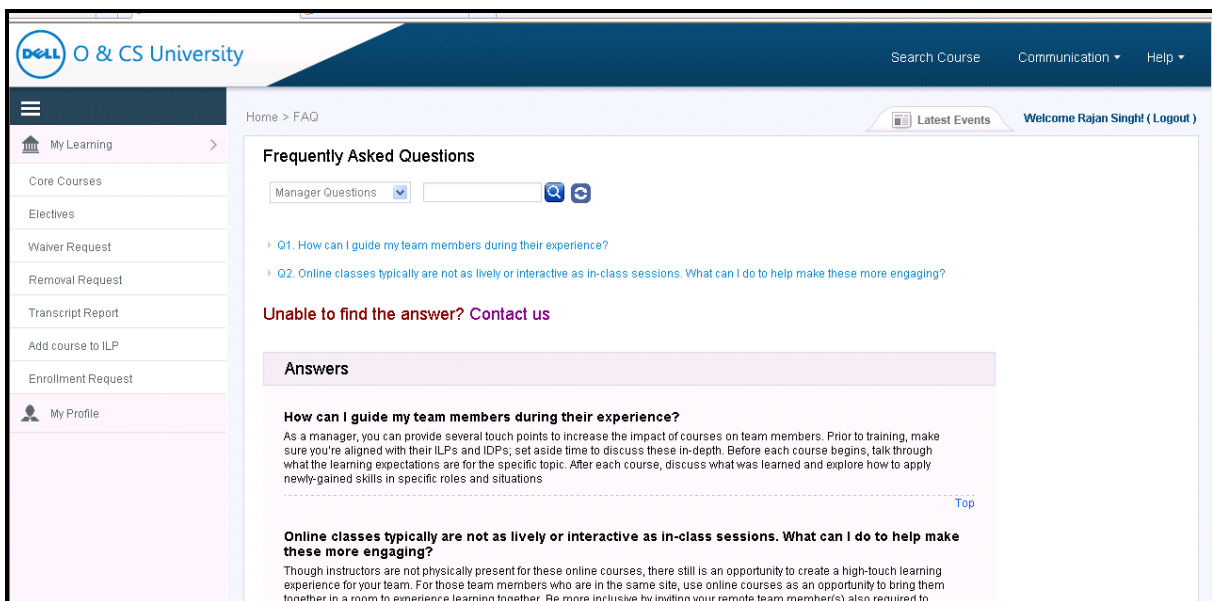 DELL O & CS University
Search Course Communication Help
Home > FAQ
Latest Events
Welcome Rajan Singh! ( Logout )
My Learning
Core Courses
Electives
Waiver Request
Removal Request
Transcript Report
Add course to ILP
Enrollment Request
My Profile
Frequently Asked Questions
Manager Questions
Q1. How can I guide my team members during their experience?
Q2. Online classes typically are not as lively or interactive as in-class sessions. What can I do to help make these more engaging?
Unable to find the answer? Contact us
Answers
How can I guide my team members during their experience?
As a manager, you can provide several touch points to increase the impact of courses on team members. Prior to training, make
sure you're aligned with their ILPs and IDPs; set aside time to discuss these in-depth. Before each course begins, talk through
what the learning expectations are for the specific topic. After each course, discuss what was learned and explore how to apply
newly-gained skills in specific roles and situations
Top
Online classes typically are not as lively or interactive as in-class sessions. What can I do to help make
these more engaging?
Though instructors are not physically present for these online courses, there still is an opportunity to create a high-touch learning
experience for your team. For those team members who are in the same site, use online courses as an opportunity to bring them
together in a room to experience learning together. Be more inclusive by inviting your remote team member(s) also required to